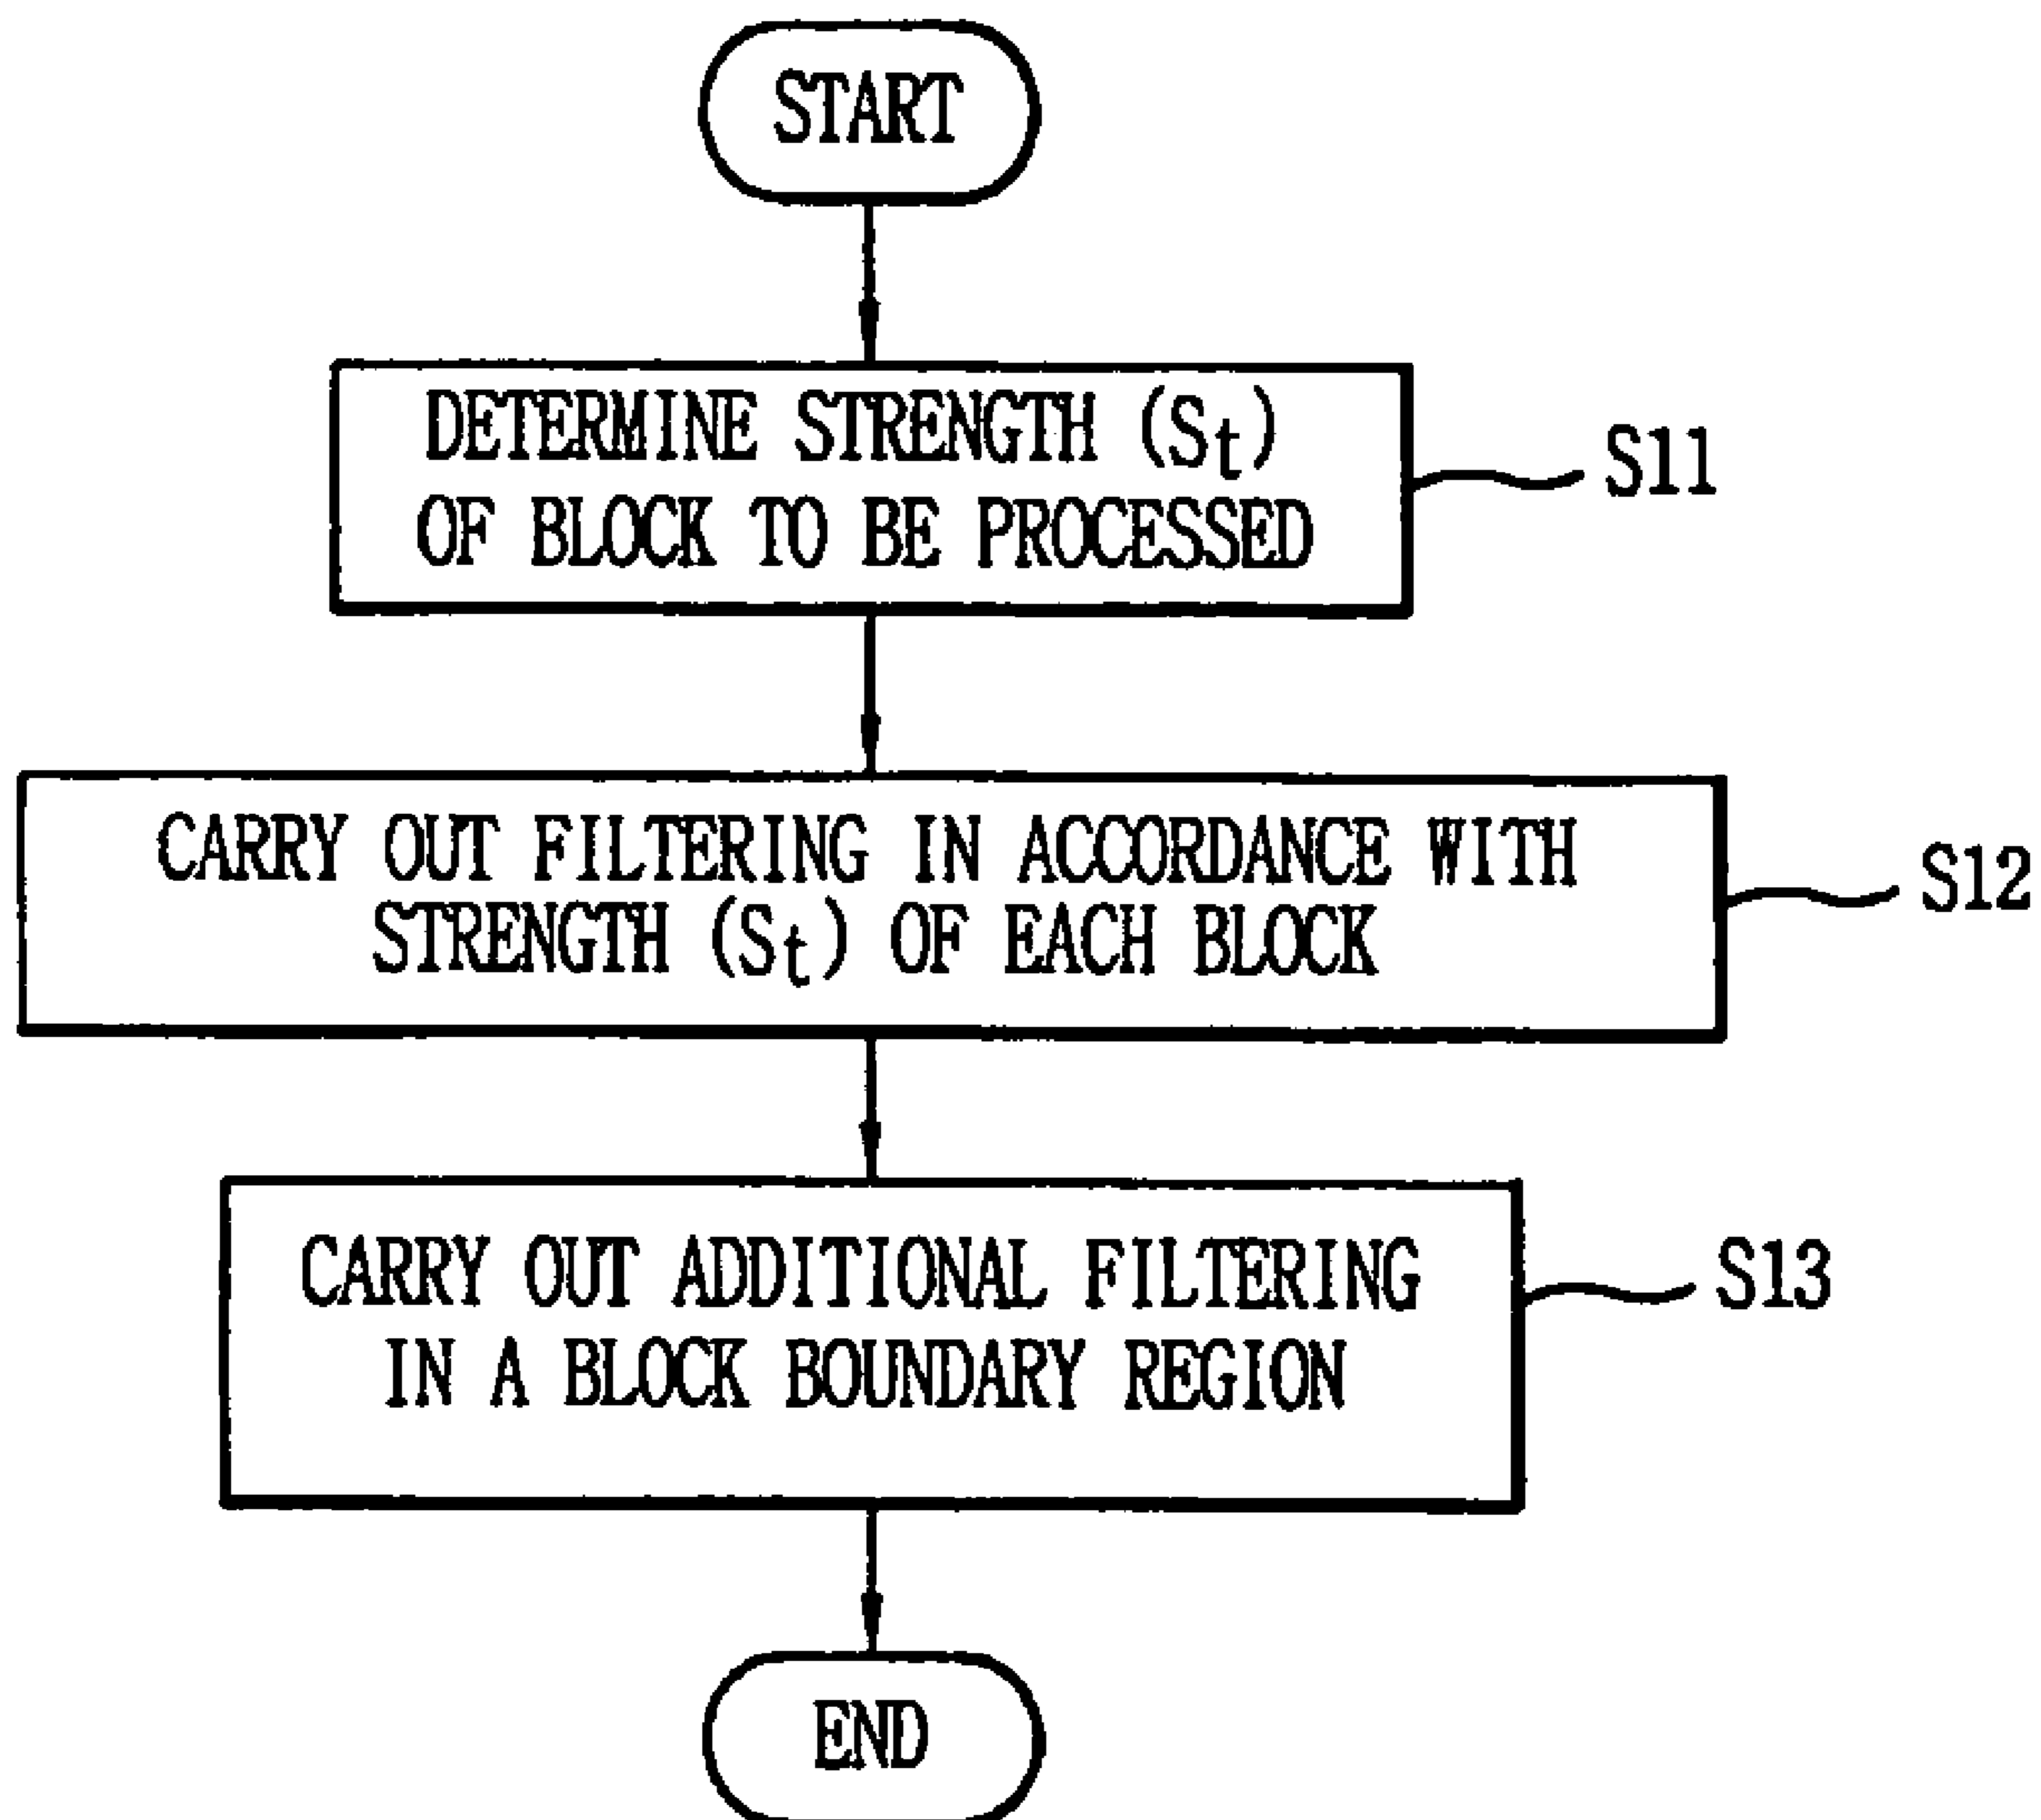 START
DETERMINE STRENGTH (St)
OF BLOCK TO BE PROCESSED
S11
CARRY OUT FILTERING IN ACCORDANCE WITH
STRENGTH (St) OF EACH BLOCK
S12
CARRY OUT ADDITIONAL FILTERING
IN A BLOCK BOUNDARY REGION
S13
END